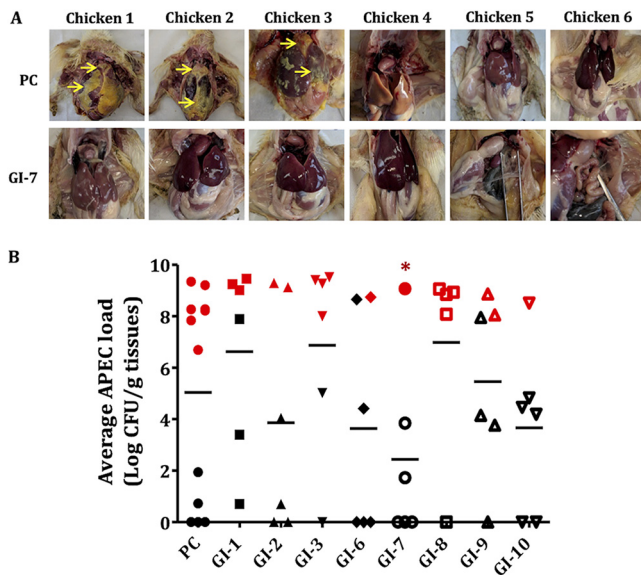 A
Chicken 1 Chicken 2 Chicken 3 Chicken 4 Chicken 5 Chicken 6
PC
GI-7
B
Average APEC load
(Log CFU/g tissues)
10
8
6
4
2
0
*
PC GI-1 GI-2 GI-3 GI-6 GI-7 GI-8 GI-9 GI-10